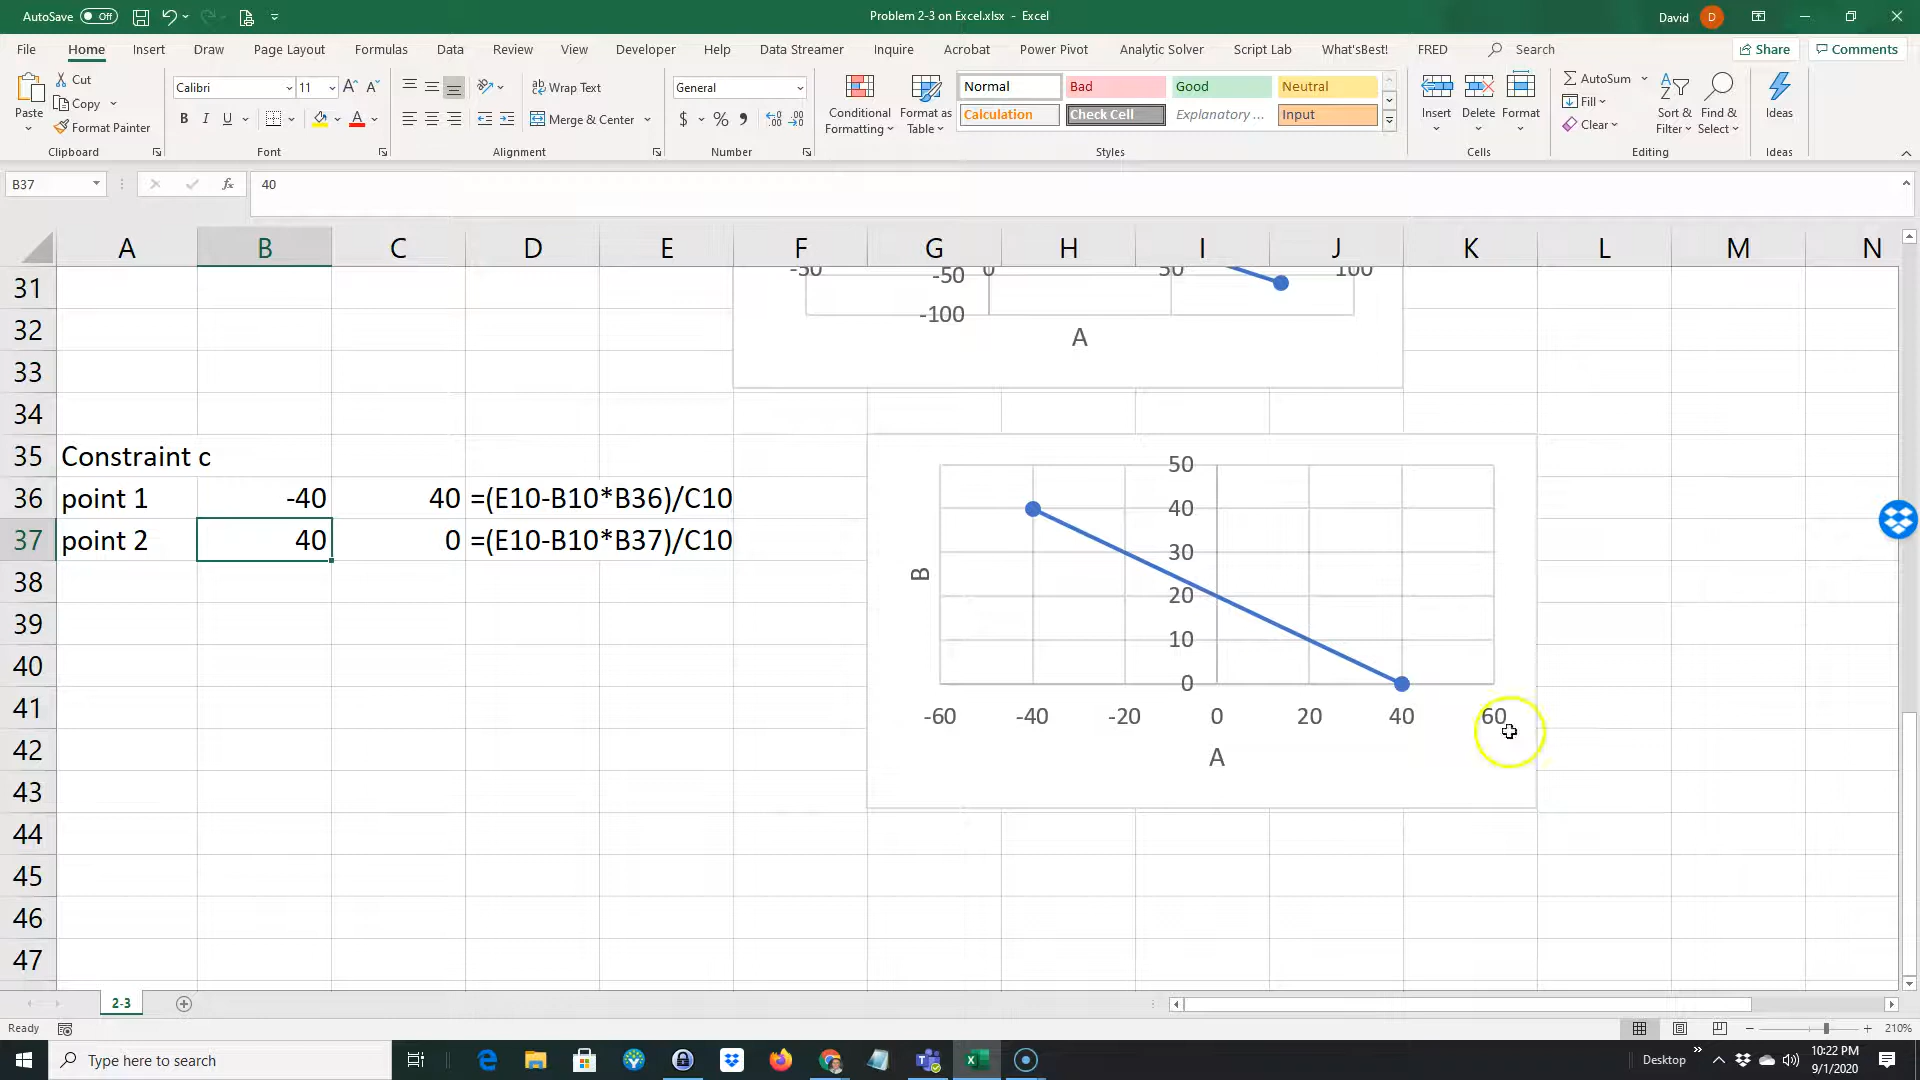 AutoSave Off
Problem 2-3 on Excel.xlsx - Excel
David D
File Home Insert Draw Page Layout Formulas Data Review View Developer Help Data Streamer Inquire Acrobat Power Pivot Analytic Solver Script Lab What'sBest! FRED Search Share Comments
Paste
Cut
Copy
Format Painter
Calibri 11
B I U A
Wrap Text
Merge & Center
General
$ % 9
Conditional Formatting
Format as Table
Normal Bad Good Neutral
Calculation Check Cell Explanatory ... Input
Insert Delete Format
AutoSum
Fill
Clear
Sort & Filter
Find & Select
Ideas
Clipboard Font Alignment Number Styles Cells Editing Ideas
B37 fx 40
A B C D E F G H I J K L M N
31
32
33
34
35 Constraint c
36 point 1 -40 40 =(E10-B10*B36)/C10
37 point 2 40 0 =(E10-B10*B37)/C10
38
39
40
41
42
43
44
45
46
47
-50 0 50 100
-50
-100
A
50
40
30
20
10
0
B
-60 -40 -20 0 20 40 60
A
2-3
Ready
210%
Type here to search
Desktop
10:22 PM
9/1/2020